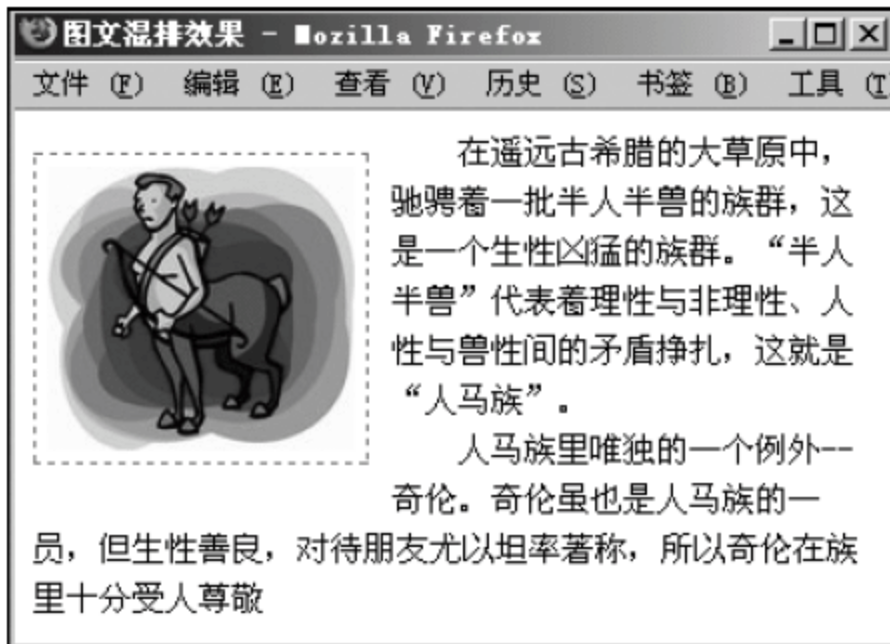 图文混排效果 - Mozilla Firefox
文件 (F) 编辑 (E) 查看 (V) 历史 (S) 书签 (B) 工具 (T
在遥远古希腊的大草原中，
驰骋着一批半人半兽的族群，这
是一个生性凶猛的族群。“半人
半兽”代表着理性与非理性、人
性与兽性间的矛盾挣扎，这就是
“人马族”。
人马族里唯独的一个例外--
奇伦。奇伦虽也是人马族的一
员，但生性善良，对待朋友尤以坦率著称，所以奇伦在族
里十分受人尊敬